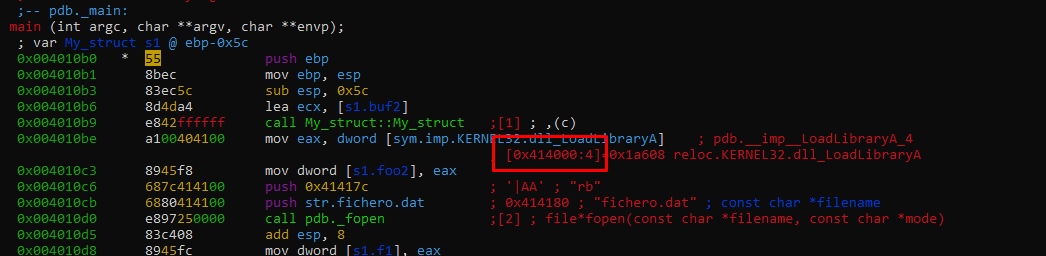 ;-- pdb._main:
main (int argc, char **argv, char **envp);
; var My_struct s1 @ ebp-0x5c
0x004010b0 * 55 push ebp
0x004010b1 8bec mov ebp, esp
0x004010b3 83ec5c sub esp, 0x5c
0x004010b6 8d4da4 lea ecx, [s1.buf2]
0x004010b9 e842ffffff call My_struct::My_struct ;[1] ; ,(c)
0x004010be a100404100 mov eax, dword [sym.imp.KERNEL32.dll_LoadLibraryA] ; pdb.__imp__LoadLibraryA_4
[0x414000:4]=0x1a608 reloc.KERNEL32.dll_LoadLibraryA
0x004010c3 8945f8 mov dword [s1.foo2], eax
0x004010c6 687c414100 push 0x41417c ; '|AA' ; "rb"
0x004010cb 6880414100 push str.fichero.dat ; 0x414180 ; "fichero.dat" ; const char *filename
0x004010d0 e897250000 call pdb._fopen ;[2] ; file*fopen(const char *filename, const char *mode)
0x004010d5 83c408 add esp, 8
0x004010d8 8945fc mov dword [s1.f1], eax